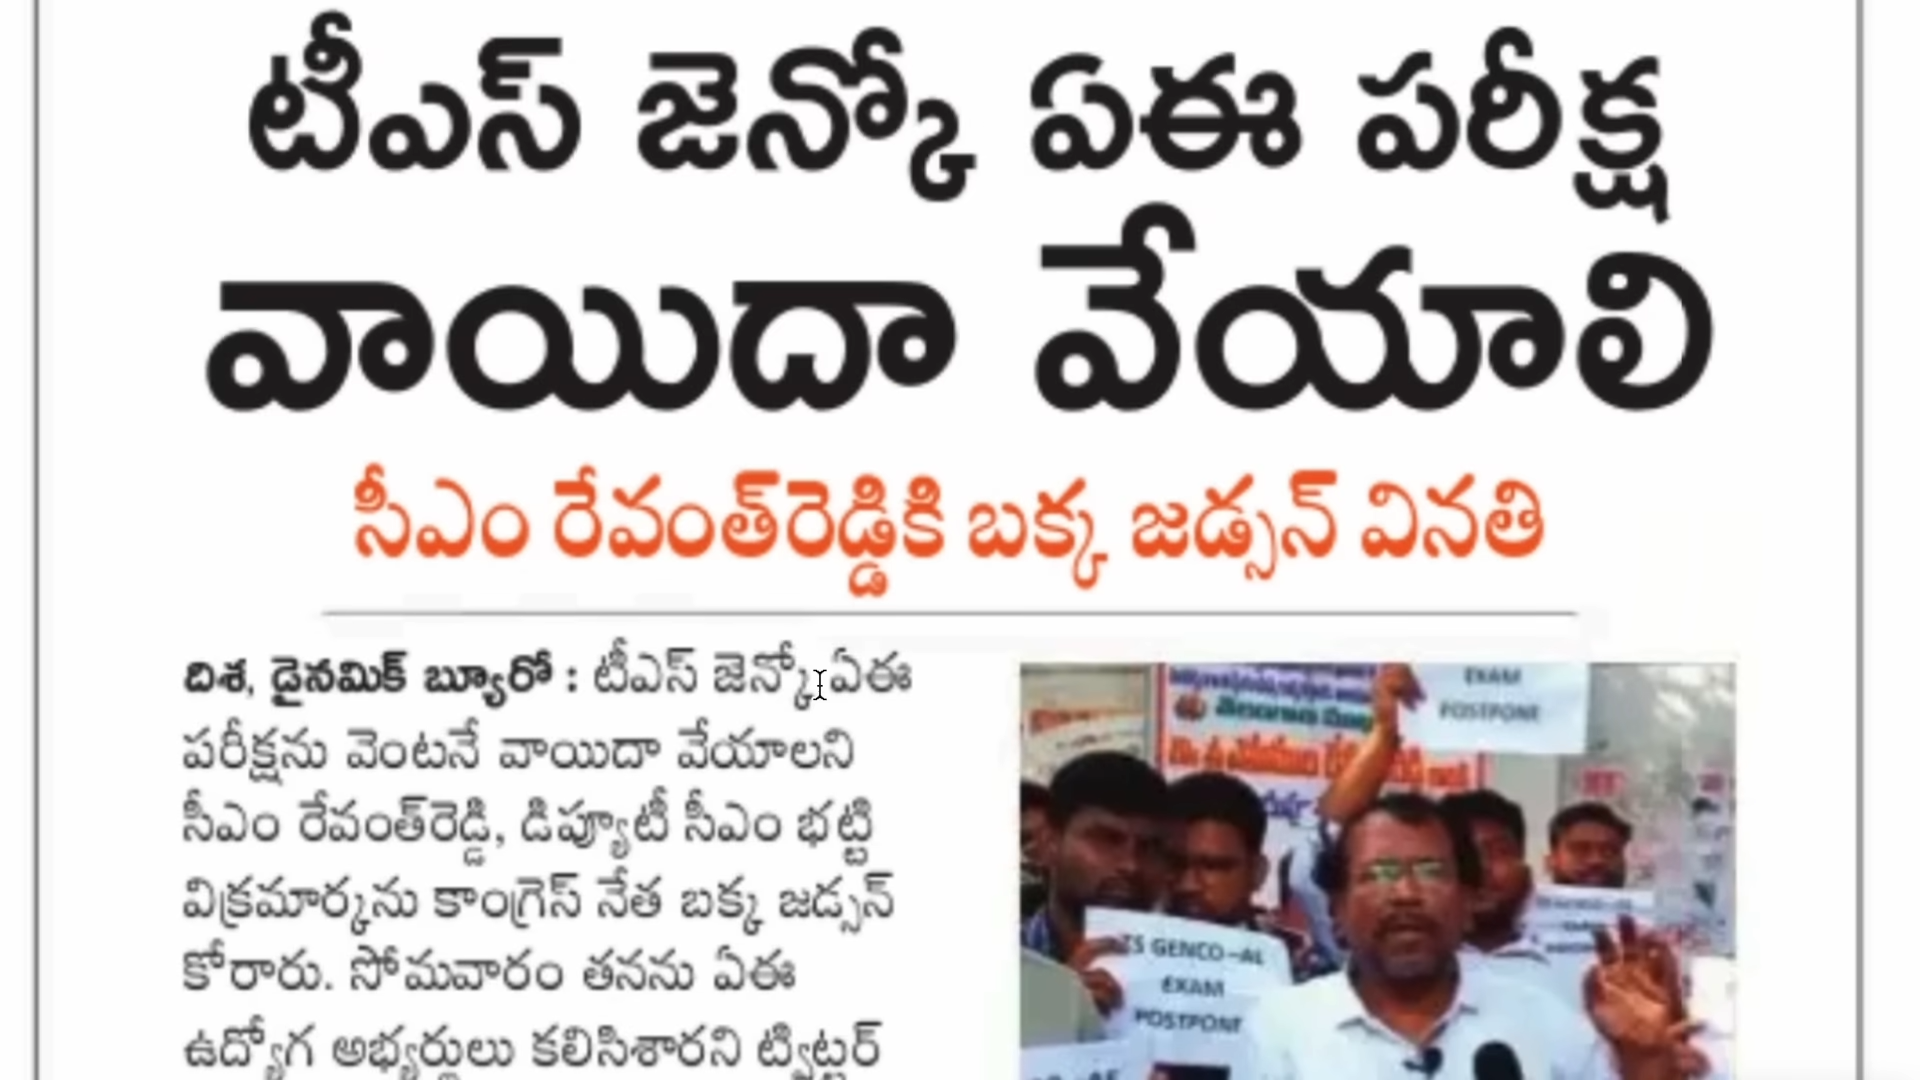 టీఎస్ జెన్కో ఏఈ పరీక్ష
వాయిదా వేయాలి
సీఎం రేవంత్‌రెడ్డికి బక్క జడ్సన్ వినతి
దిశ, డైనమిక్ బ్యూరో : టీఎస్ జెన్కో ఏఈ
పరీక్షను వెంటనే వాయిదా వేయాలని
సీఎం రేవంత్‌రెడ్డి, డిప్యూటీ సీఎం భట్టి
విక్రమార్కను కాంగ్రెస్ నేత బక్క జడ్సన్
కోరారు. సోమవారం తనను ఏఈ
ఉద్యోగ అభ్యర్థులు కలిసిశారని ట్విట్టర్
EXAM
POSTPONE
TS GENCO-AE
EXAM
POSTPONE